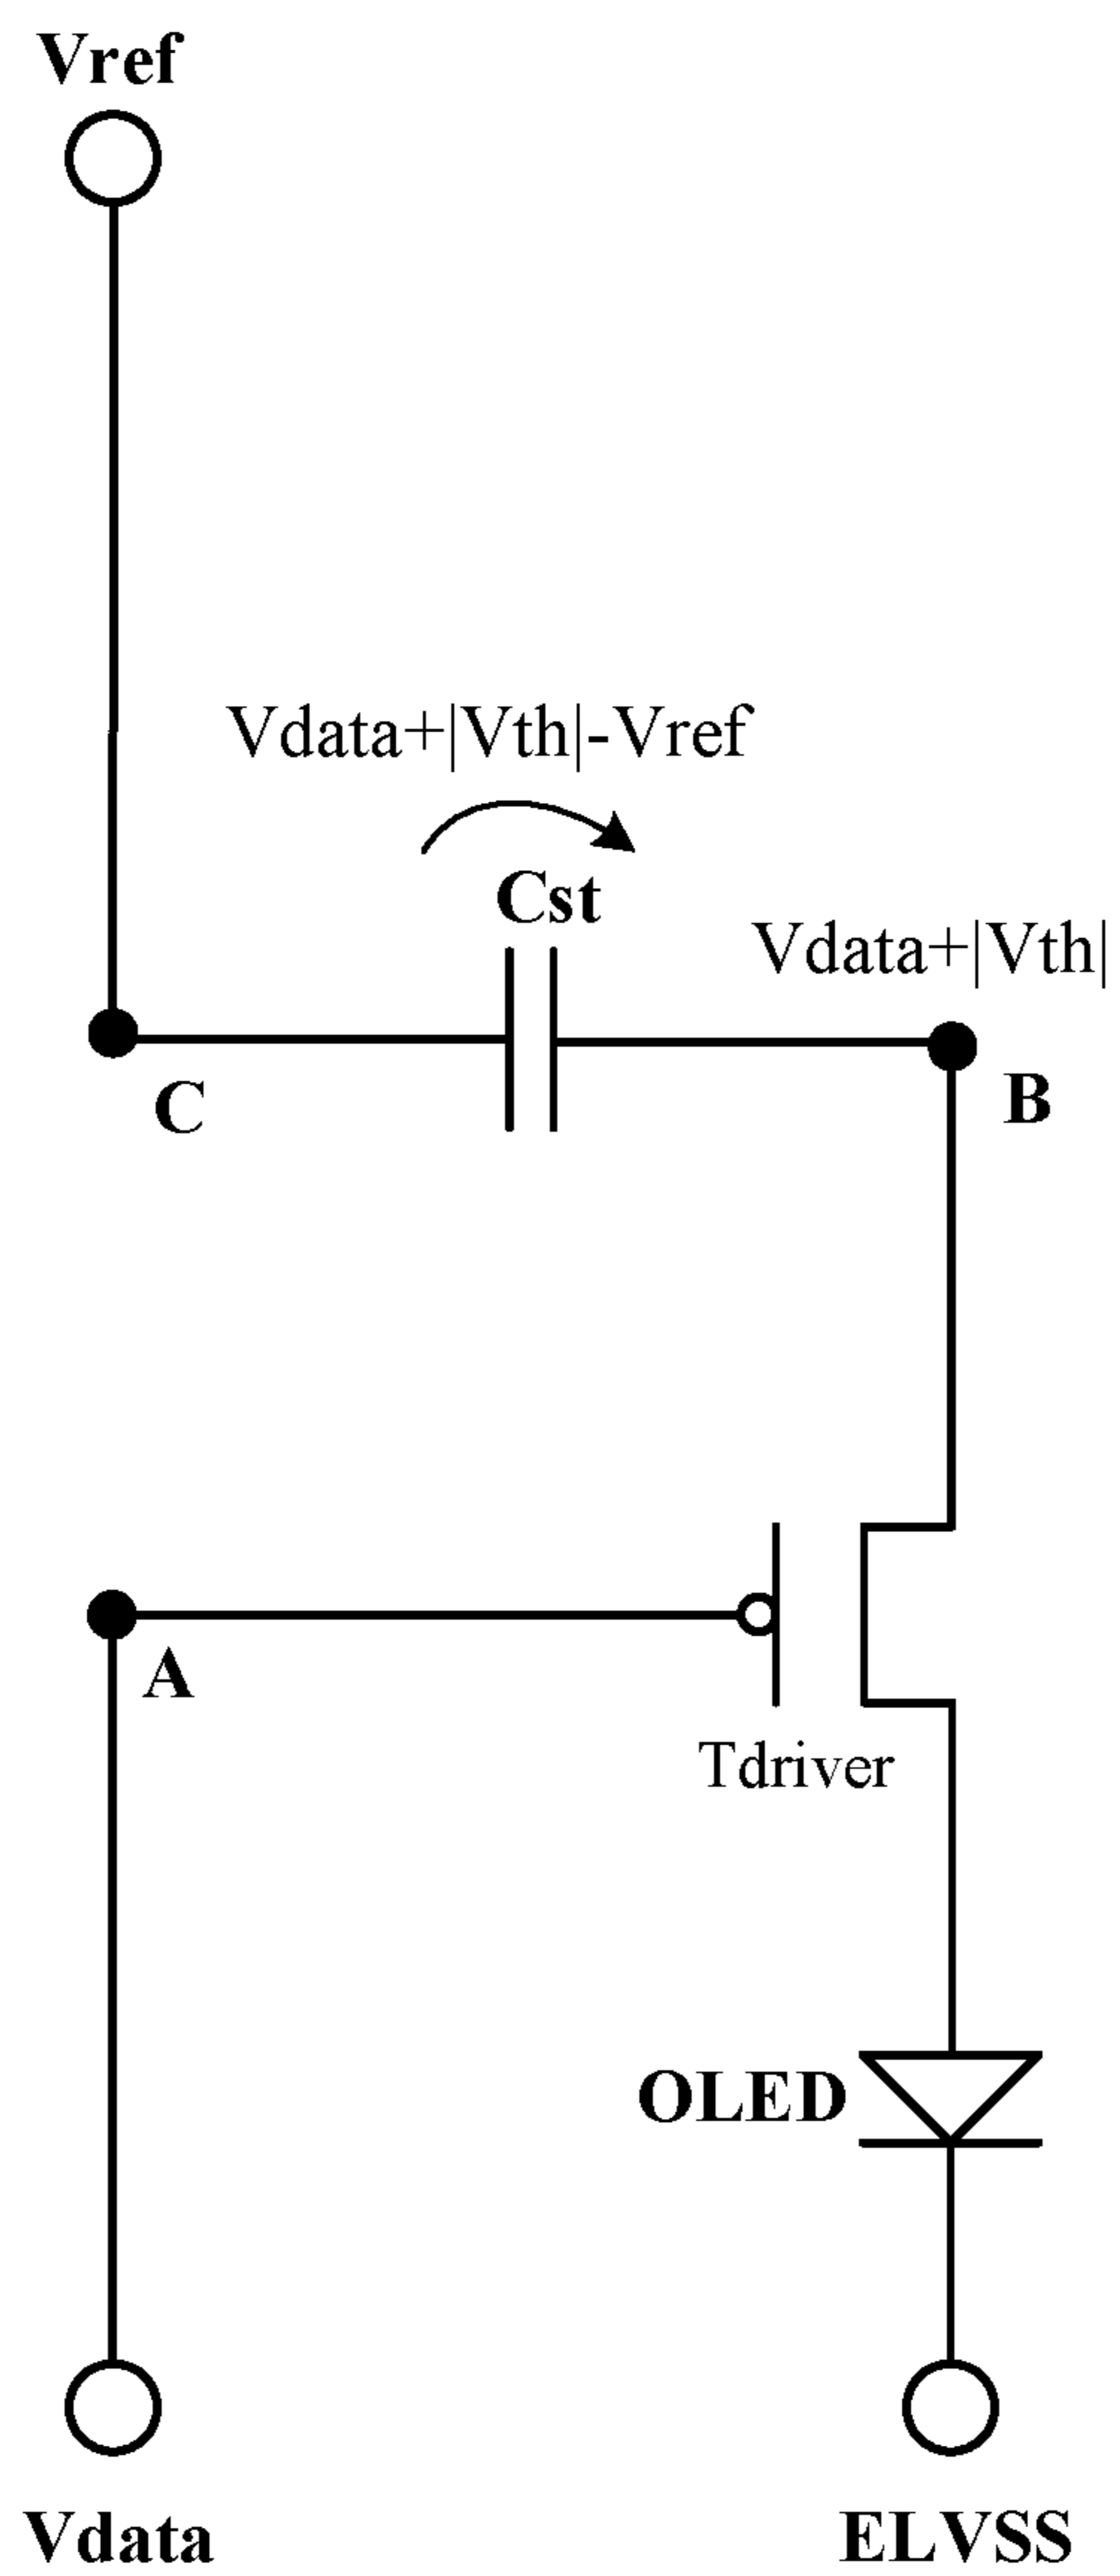 Vref
Vdata+|Vth|-Vref
Cst
Vdata+|Vth|
C
B
A
Tdriver
OLED
Vdata
ELVSS